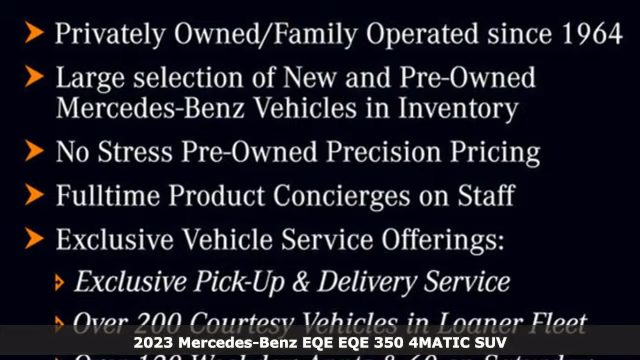 Privately Owned/Family Operated since 1964
Large selection of New and Pre-Owned
Mercedes-Benz Vehicles in Inventory
No Stress Pre-Owned Precision Pricing
Fulltime Product Concierges on Staff
Exclusive Vehicle Service Offerings:
Exclusive Pick-Up & Delivery Service
Over 200 Courtesy Vehicles in Loaner Fleet
2023 Mercedes-Benz EQE EQE 350 4MATIC SUV